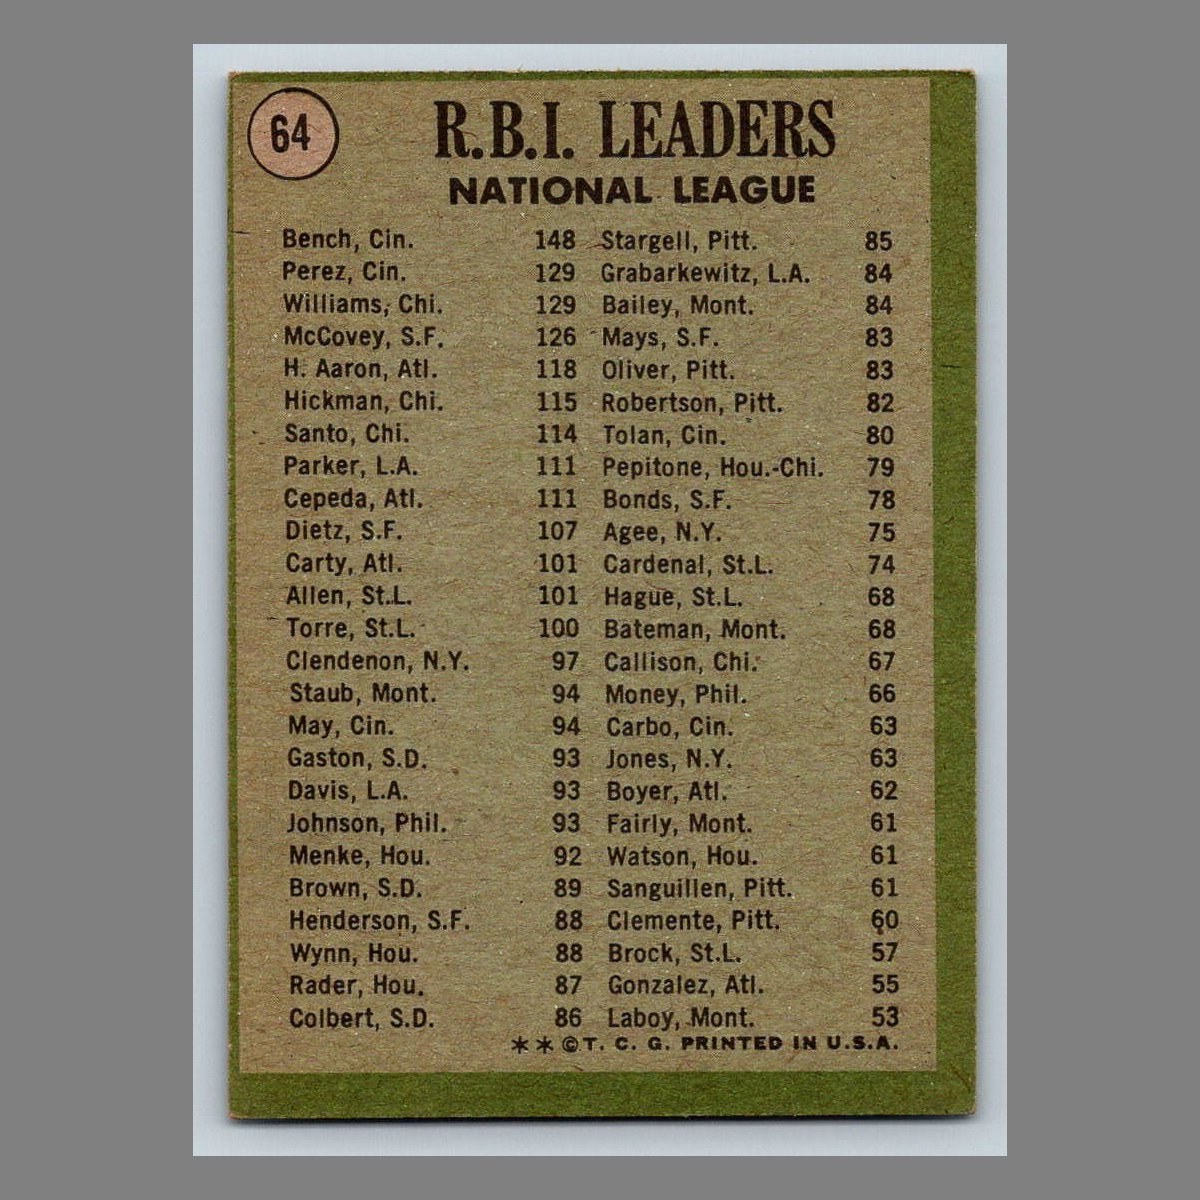 64
R.B.I. LEADERS
NATIONAL LEAGUE
Bench, Cin. 148 Stargell, Pitt. 85
Perez, Cin. 129 Grabarkewitz, L.A. 84
Williams, Chi. 129 Bailey, Mont. 84
McCovey, S.F. 126 Mays, S.F. 83
H. Aaron, Atl. 118 Oliver, Pitt. 83
Hickman, Chi. 115 Robertson, Pitt. 82
Santo, Chi. 114 Tolan, Cin. 80
Parker, L.A. 111 Pepitone, Hou.-Chi. 79
Cepeda, Atl. 111 Bonds, S.F. 78
Dietz, S.F. 107 Agee, N.Y. 75
Carty, Atl. 101 Cardenal, St.L. 74
Allen, St.L. 101 Hague, St.L. 68
Torre, St.L. 100 Bateman, Mont. 68
Clendenon, N.Y. 97 Callison, Chi. 67
Staub, Mont. 94 Money, Phil. 66
May, Cin. 94 Carbo, Cin. 63
Gaston, S.D. 93 Jones, N.Y. 63
Davis, L.A. 93 Boyer, Atl. 62
Johnson, Phil. 93 Fairly, Mont. 61
Menke, Hou. 92 Watson, Hou. 61
Brown, S.D. 89 Sanguillen, Pitt. 61
Henderson, S.F. 88 Clemente, Pitt. 60
Wynn, Hou. 88 Brock, St.L. 57
Rader, Hou. 87 Gonzalez, Atl. 55
Colbert, S.D. 86 Laboy, Mont. 53
** © T. C. G. PRINTED IN U.S.A.